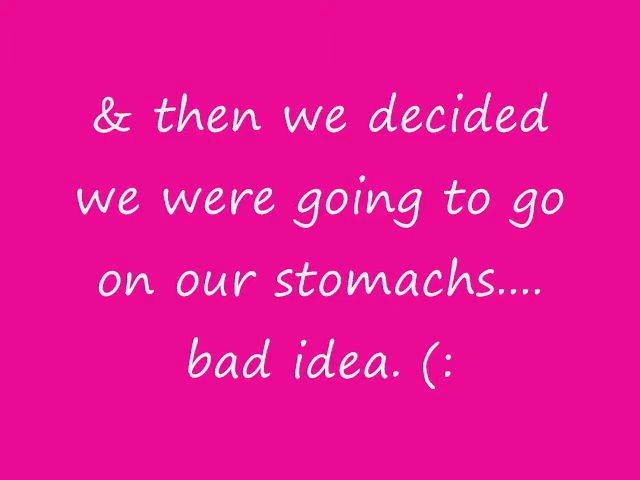 & then we decided
we were going to go
on our stomachs....
bad idea. (: